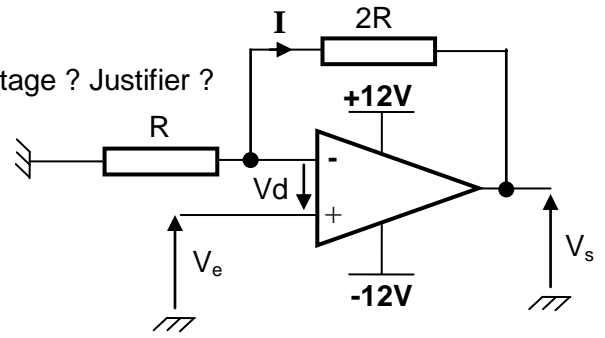 I
2R
tage ? Justifier ?
+12V
R
-
Vd
+
Ve
Vs
-12V